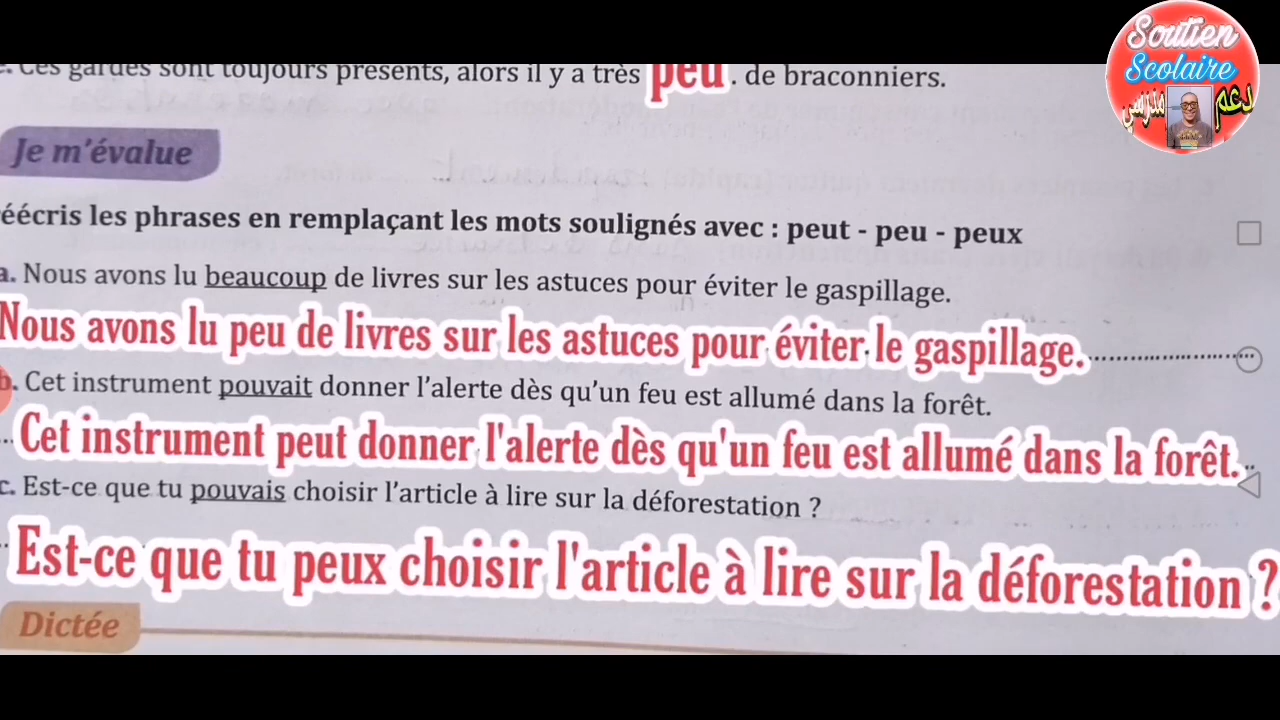 Soutien
Scolaire
دعم مدرسي
Ces gardes sont toujours présents, alors il y a très peu . de braconniers.
Je m'évalue
éécris les phrases en remplaçant les mots soulignés avec : peut - peu - peux
a. Nous avons lu beaucoup de livres sur les astuces pour éviter le gaspillage.
Nous avons lu peu de livres sur les astuces pour éviter le gaspillage.
b. Cet instrument pouvait donner l'alerte dès qu'un feu est allumé dans la forêt.
Cet instrument peut donner l'alerte dès qu'un feu est allumé dans la forêt.
c. Est-ce que tu pouvais choisir l'article à lire sur la déforestation ?
Est-ce que tu peux choisir l'article à lire sur la déforestation ?
Dictée